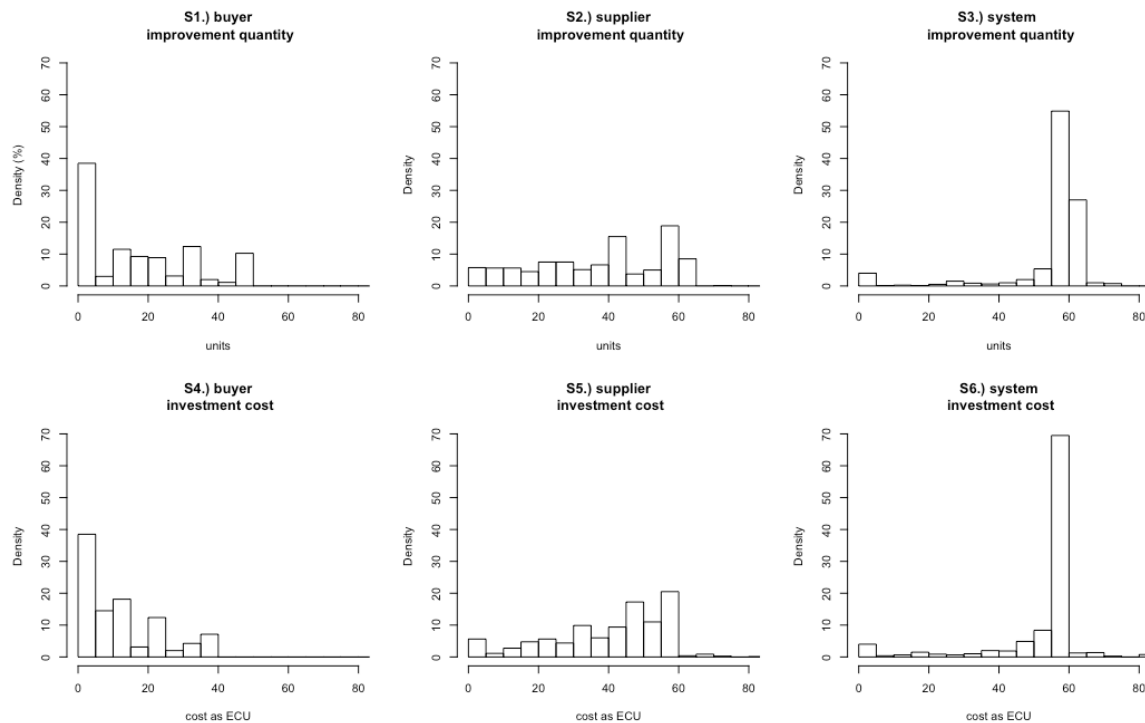 S1.) buyer
improvement quantity
S2.) supplier
improvement quantity
S3.) system
improvement quantity
Density (%)
0 10 20 30 40 50 60 70
0 20 40 60 80
units
Density
0 10 20 30 40 50 60 70
0 20 40 60 80
units
Density
0 10 20 30 40 50 60 70
0 20 40 60 80
S4.) buyer
investment cost
S5.) supplier
investment cost
S6.) system
investment cost
Density
0 10 20 30 40 50 60 70
0 20 40 60 80
cost as ECU
Density
0 10 20 30 40 50 60 70
0 20 40 60 80
cost as ECU
Density
0 10 20 30 40 50 60 70
0 20 40 60 80
cost as ECU